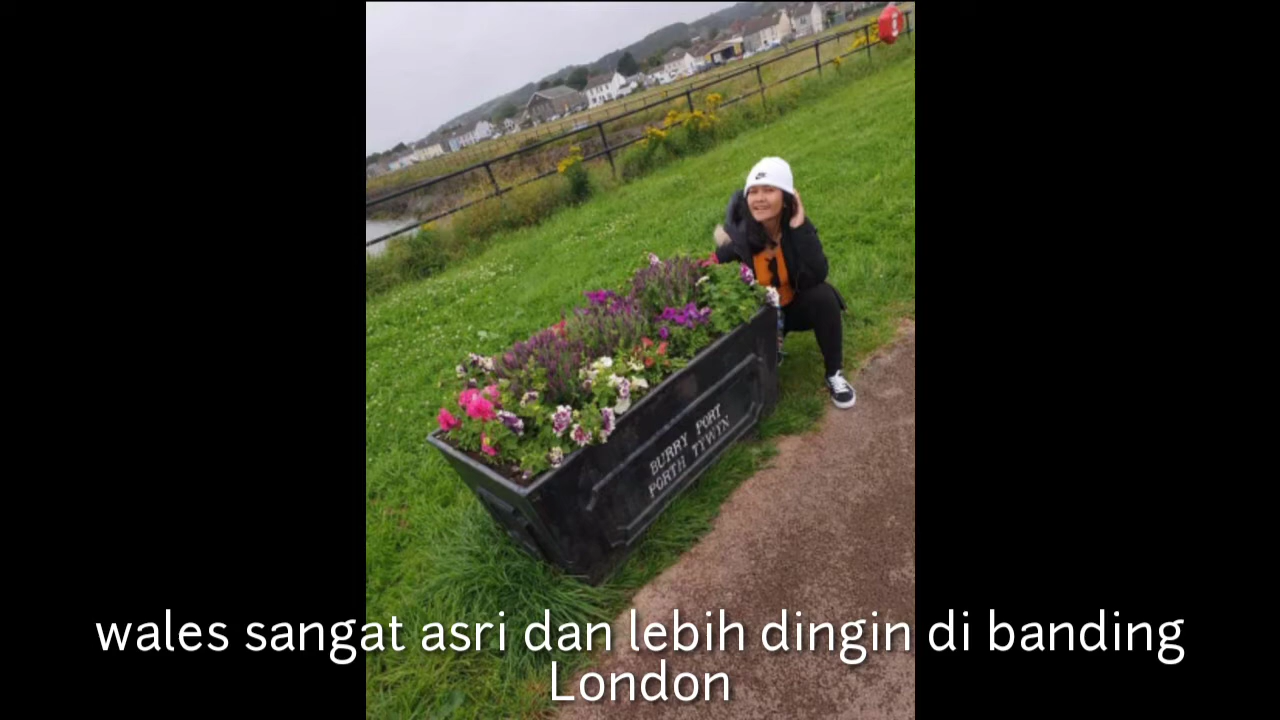 BURRY PORT
PORTH TYWYN
wales sangat asri dan lebih dingin di banding
London